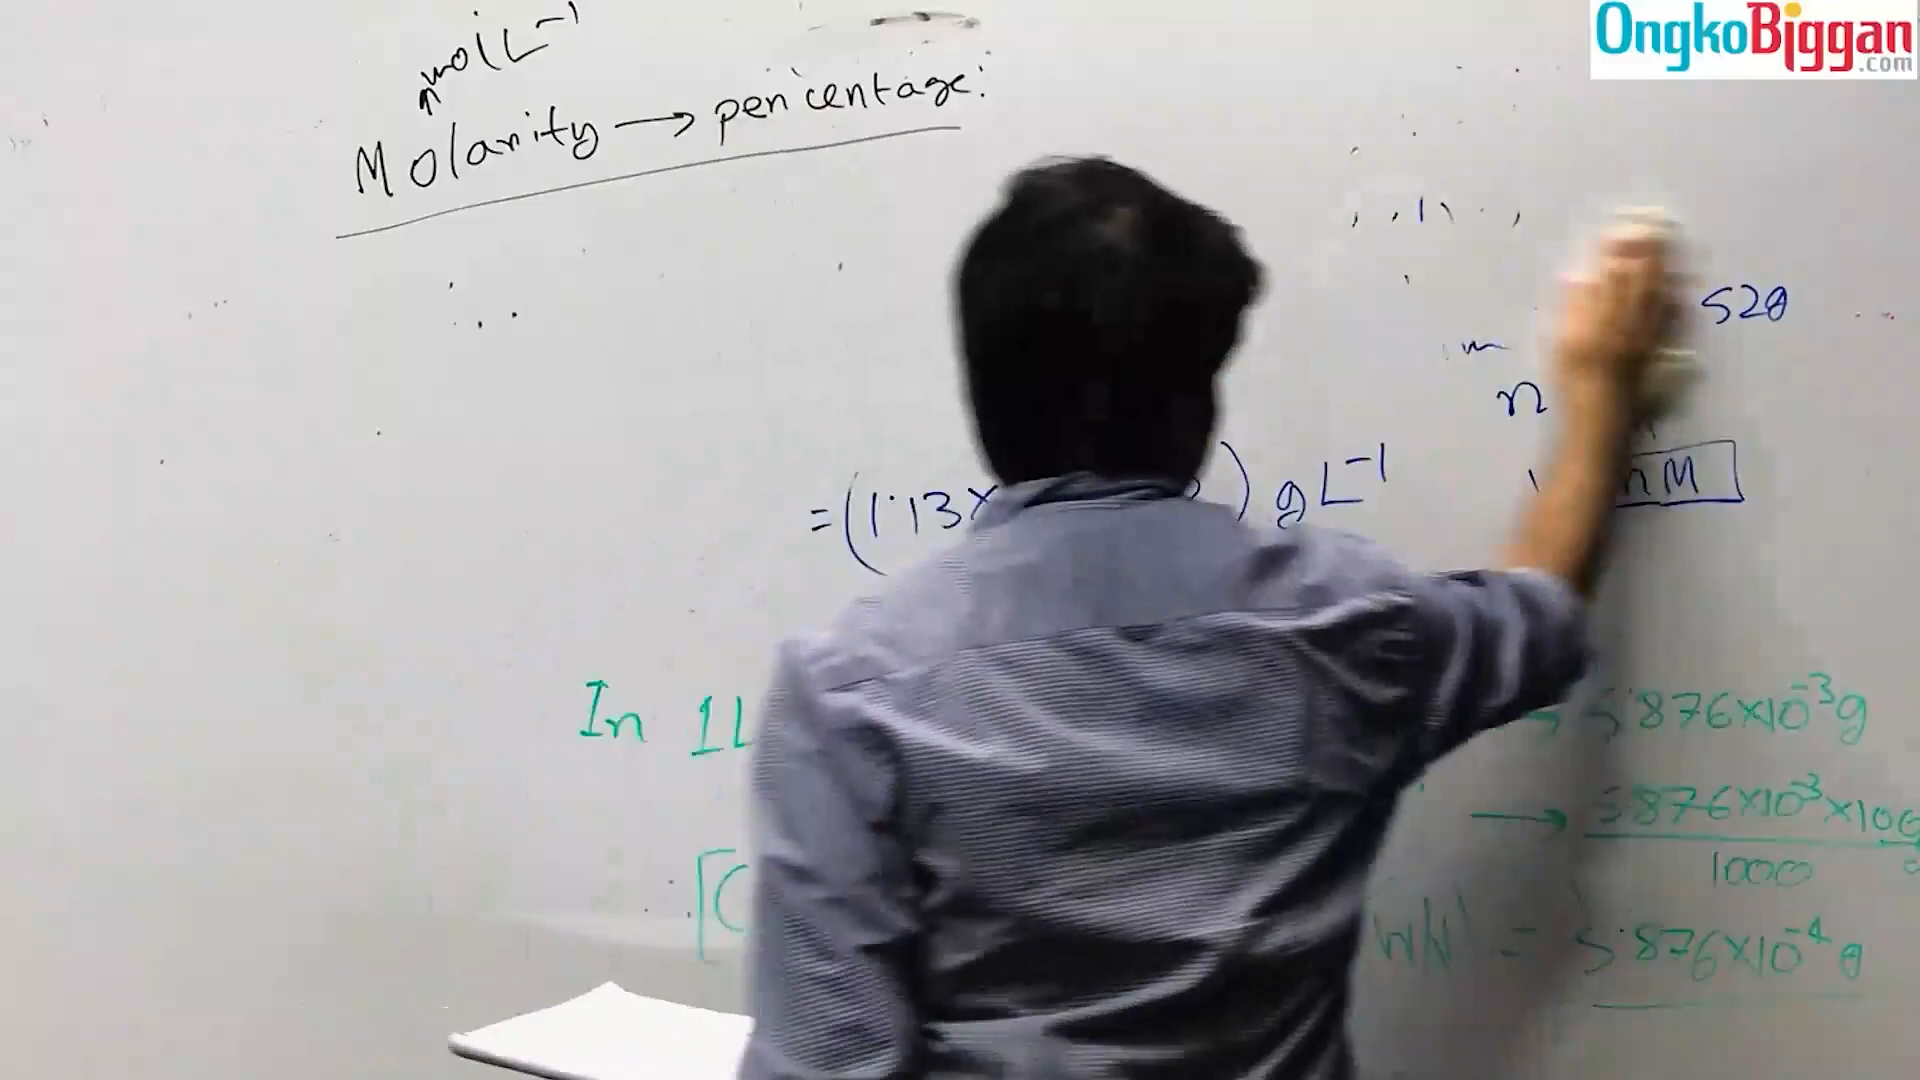 OngkoBiggan
.com
mol L⁻¹
Molarity → percentage:
520
m
n
= (1.13× ) gL⁻¹
nM
In 1L
→ 5.876×10⁻³g
→ 5.876×10⁻³×100
1000
= 5.876×10⁻⁴ g